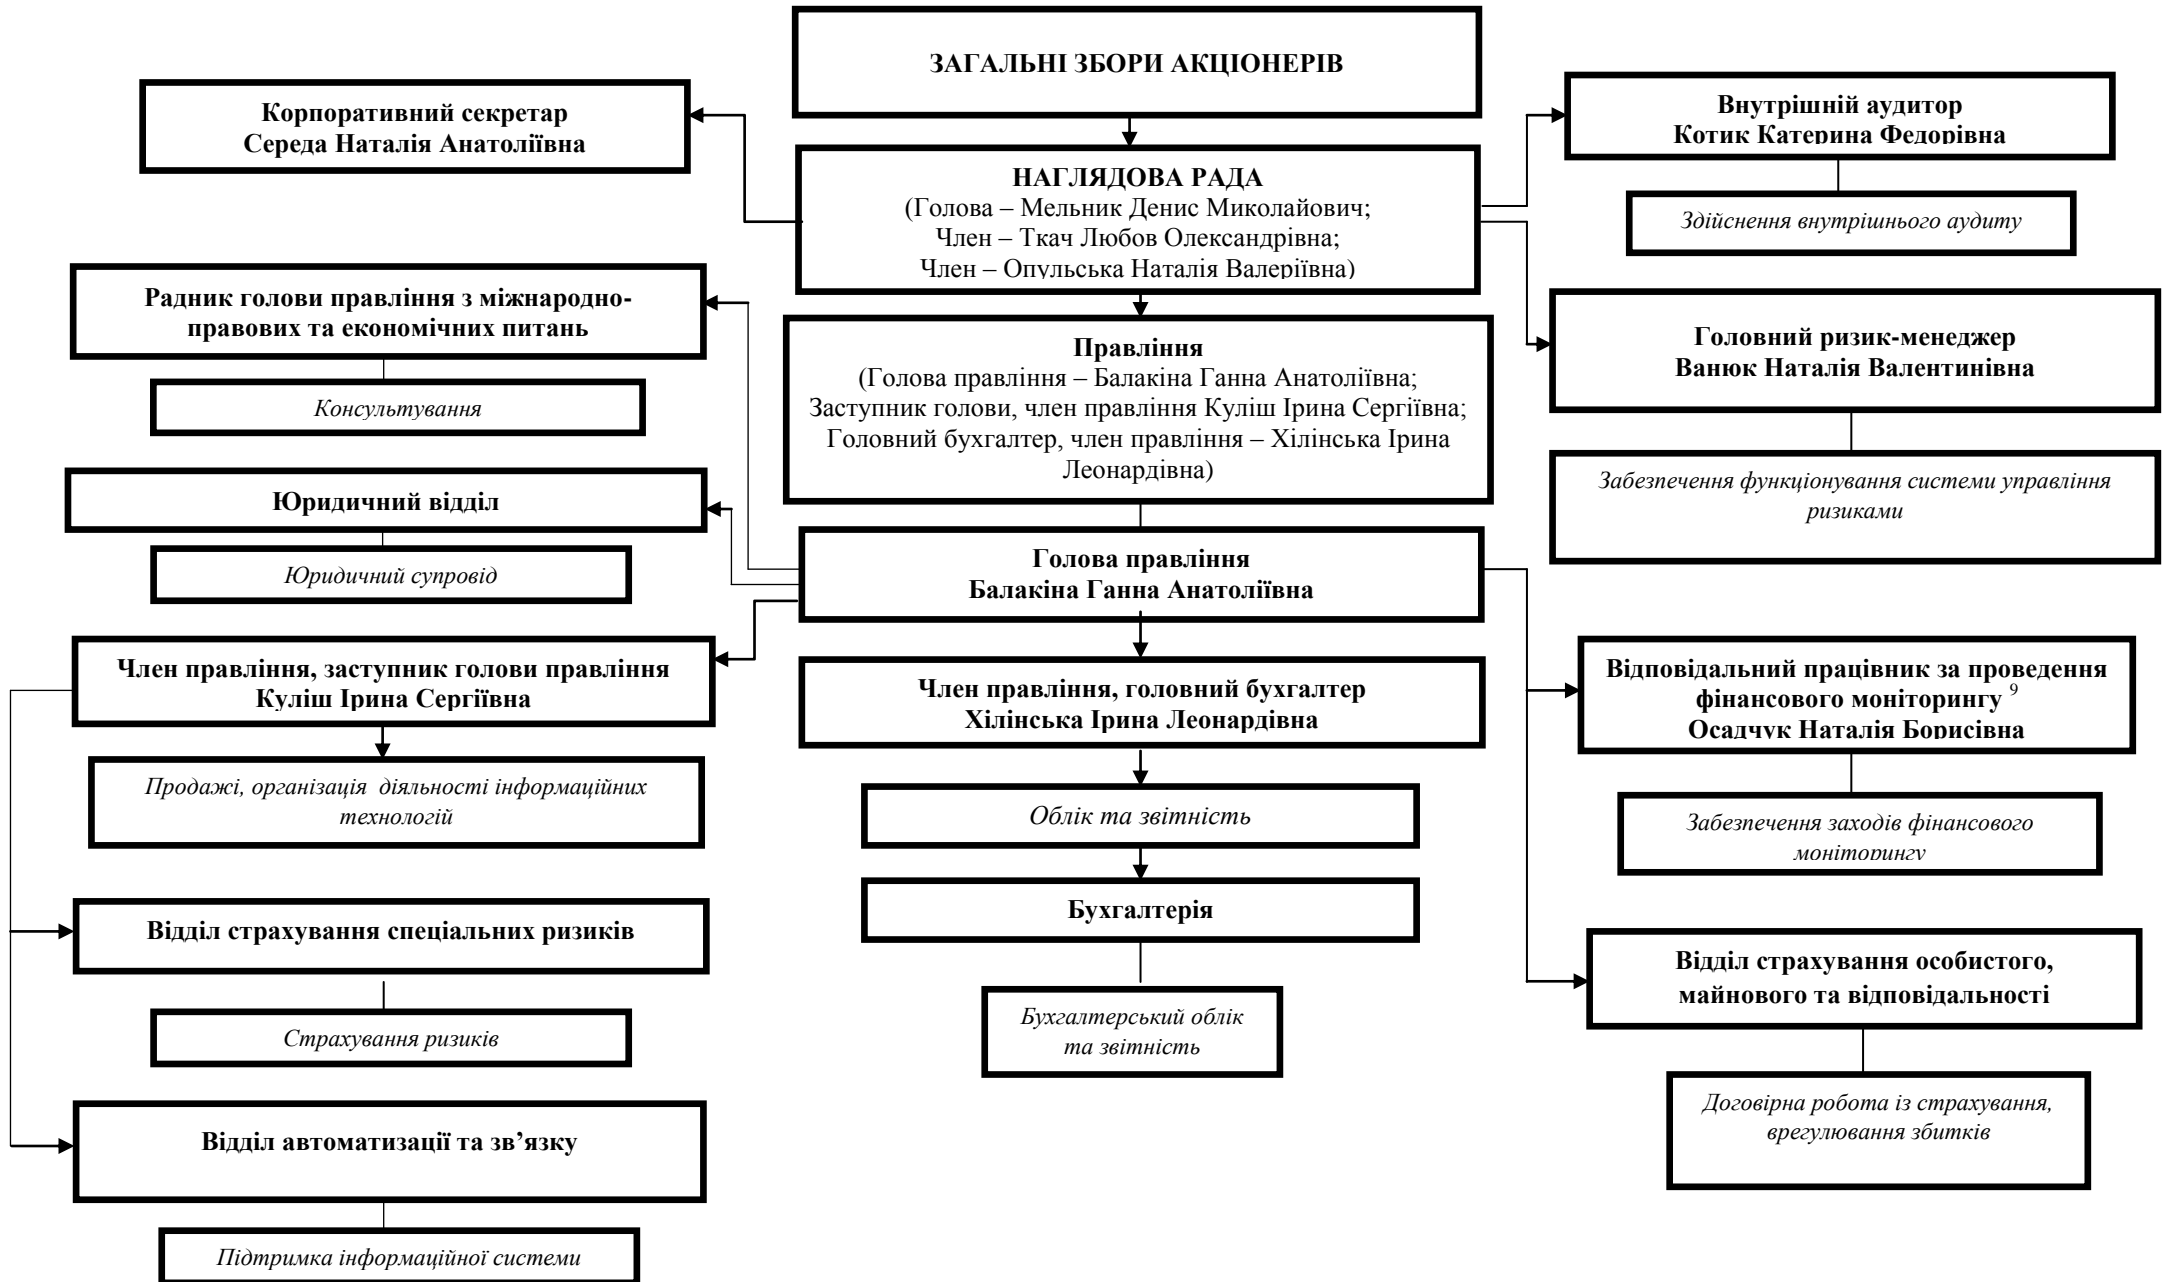 ЗАГАЛЬНІ ЗБОРИ АКЦІОНЕРІВ
Корпоративний секретар
Середа Наталія Анатоліївна
Внутрішній аудитор
Котик Катерина Федорівна
НАГЛЯДОВА РАДА
(Голова – Мельник Денис Миколайович;
Член – Ткач Любов Олександрівна;
Член – Опульська Наталія Валеріївна)
Здійснення внутрішнього аудиту
Радник голови правління з міжнародно-
правових та економічних питань
Консультування
Правління
(Голова правління – Балакіна Ганна Анатоліївна;
Заступник голови, член правління Куліш Ірина Сергіївна;
Головний бухгалтер, член правління – Хілінська Ірина
Леонардівна)
Головний ризик-менеджер
Ванюк Наталія Валентинівна
Забезпечення функціонування системи управління
ризиками
Юридичний відділ
Юридичний супровід
Голова правління
Балакіна Ганна Анатоліївна
Член правління, заступник голови правління
Куліш Ірина Сергіївна
Продажі, організація діяльності інформаційних
технологій
Член правління, головний бухгалтер
Хілінська Ірина Леонардівна
Облік та звітність
Бухгалтерія
Бухгалтерський облік
та звітність
Відповідальний працівник за проведення
фінансового моніторингу 9
Осадчук Наталія Борисівна
Забезпечення заходів фінансового
моніторингу
Відділ страхування спеціальних ризиків
Страхування ризиків
Відділ страхування особистого,
майнового та відповідальності
Договірна робота із страхування,
врегулювання збитків
Відділ автоматизації та зв’язку
Підтримка інформаційної системи